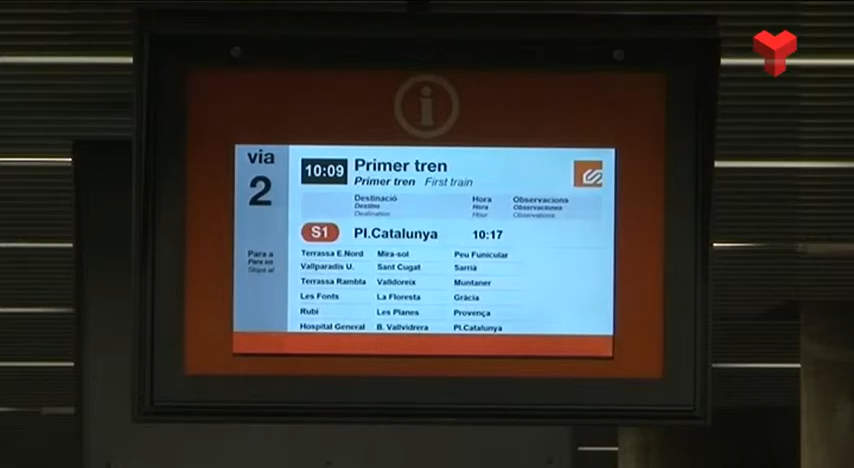 via
2
10:09 Primer tren
Primer tren First train
Destinació Hora Observacions
Destino Hora Observaciones
Destination Hour Observations
S1 Pl.Catalunya 10:17
Para a
Para en
Stops at
Terrassa E.Nord Mira-sol Peu Funicular
Vallparadís U. Sant Cugat Sarrià
Terrassa Rambla Valldoreix Muntaner
Les Fonts La Floresta Gràcia
Rubí Les Planes Provença
Hospital General B. Vallvidrera Pl.Catalunya